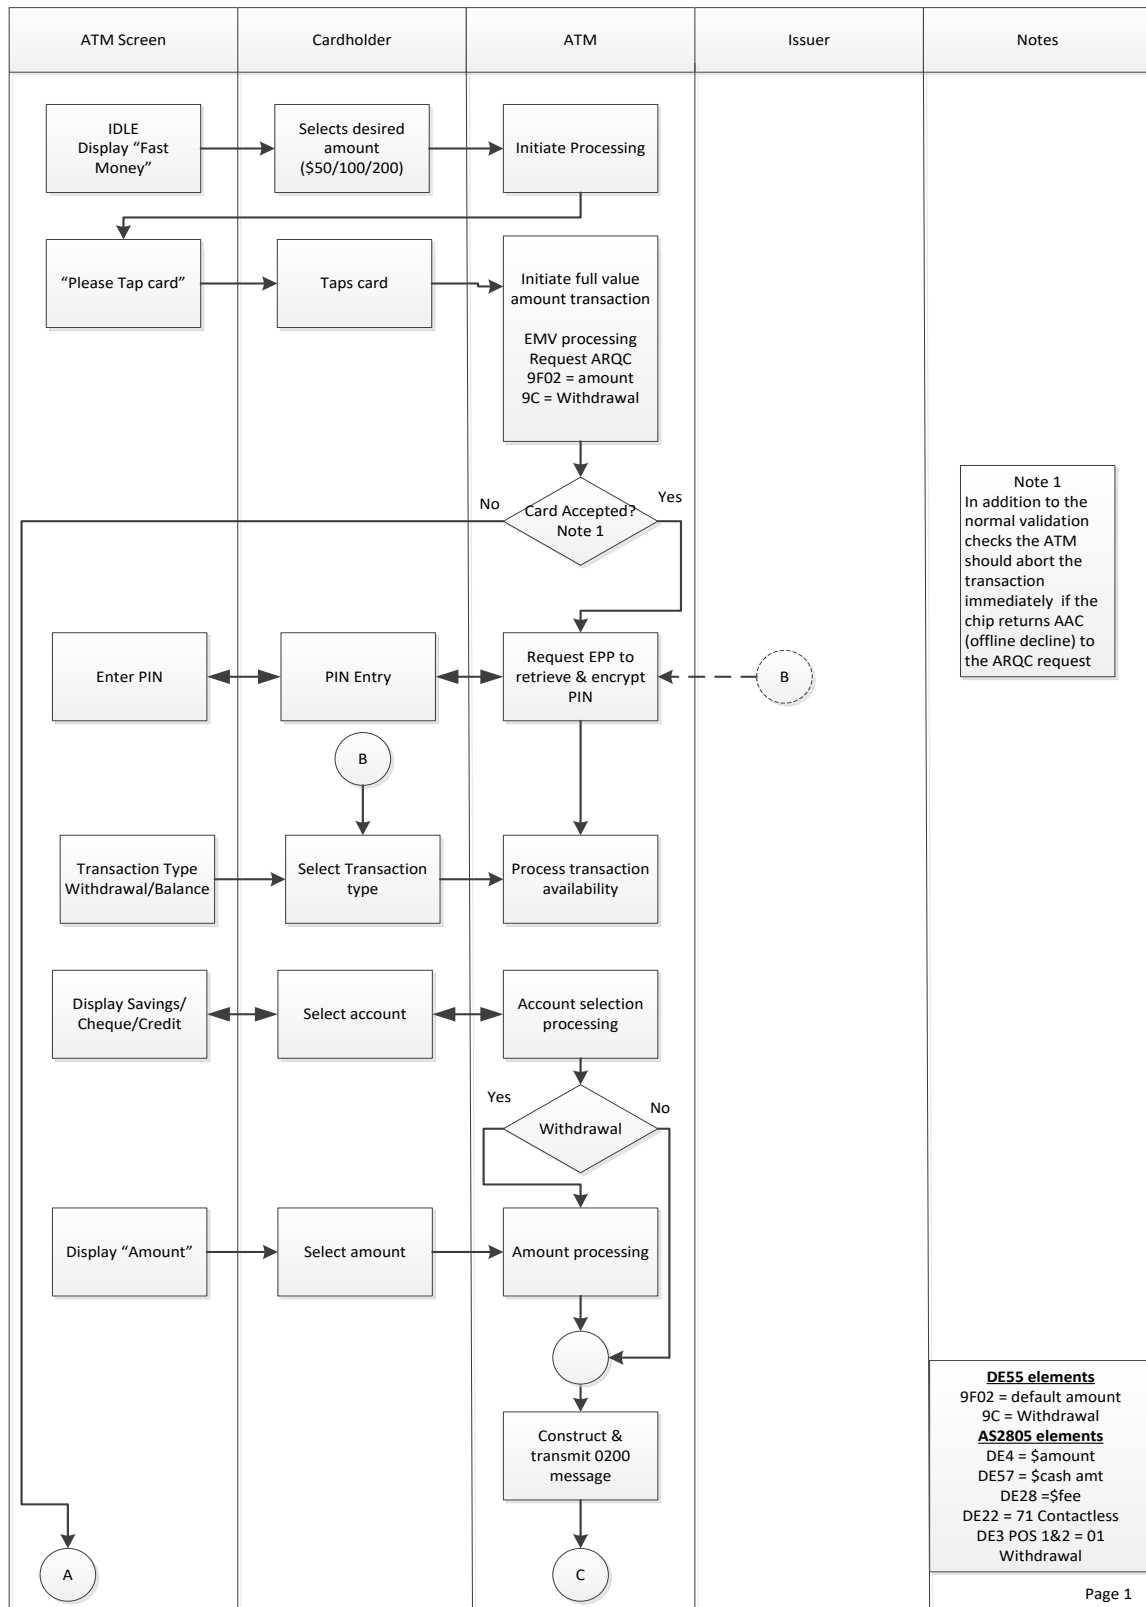 ATM Screen
Cardholder
ATM
Issuer
Notes
IDLE
Display “Fast
Money”
Selects desired
amount
($50/100/200)
Initiate Processing
“Please Tap card”
Taps card
Initiate full value
amount transaction
EMV processing
Request ARQC
9F02 = amount
9C = Withdrawal
No
Card Accepted?
Note 1
Yes
Note 1
In addition to the
normal validation
checks the ATM
should abort the
transaction
immediately if the
chip returns AAC
(offline decline) to
the ARQC request
Enter PIN
PIN Entry
Request EPP to
retrieve & encrypt
PIN
B
B
Transaction Type
Withdrawal/Balance
Select Transaction
type
Process transaction
availability
Display Savings/
Cheque/Credit
Select account
Account selection
processing
Yes
Withdrawal
No
Display “Amount”
Select amount
Amount processing
Construct &
transmit 0200
message
DE55 elements
9F02 = default amount
9C = Withdrawal
AS2805 elements
DE4 = $amount
DE57 = $cash amt
DE28 =$fee
DE22 = 71 Contactless
DE3 POS 1&2 = 01
Withdrawal
A
C
Page 1